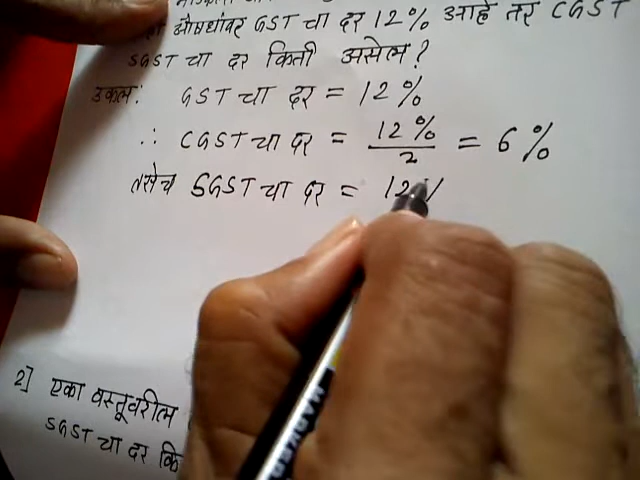 औषधांवर GST चा दर 12% आहे तर CGST
SGST चा दर किती असेल?
उकल: GST चा दर = 12%
∴ CGST चा दर = 12%/2 = 6%
तसेच SGST चा दर = 12%
2] एका वस्तूवरील
SGST चा दर कि